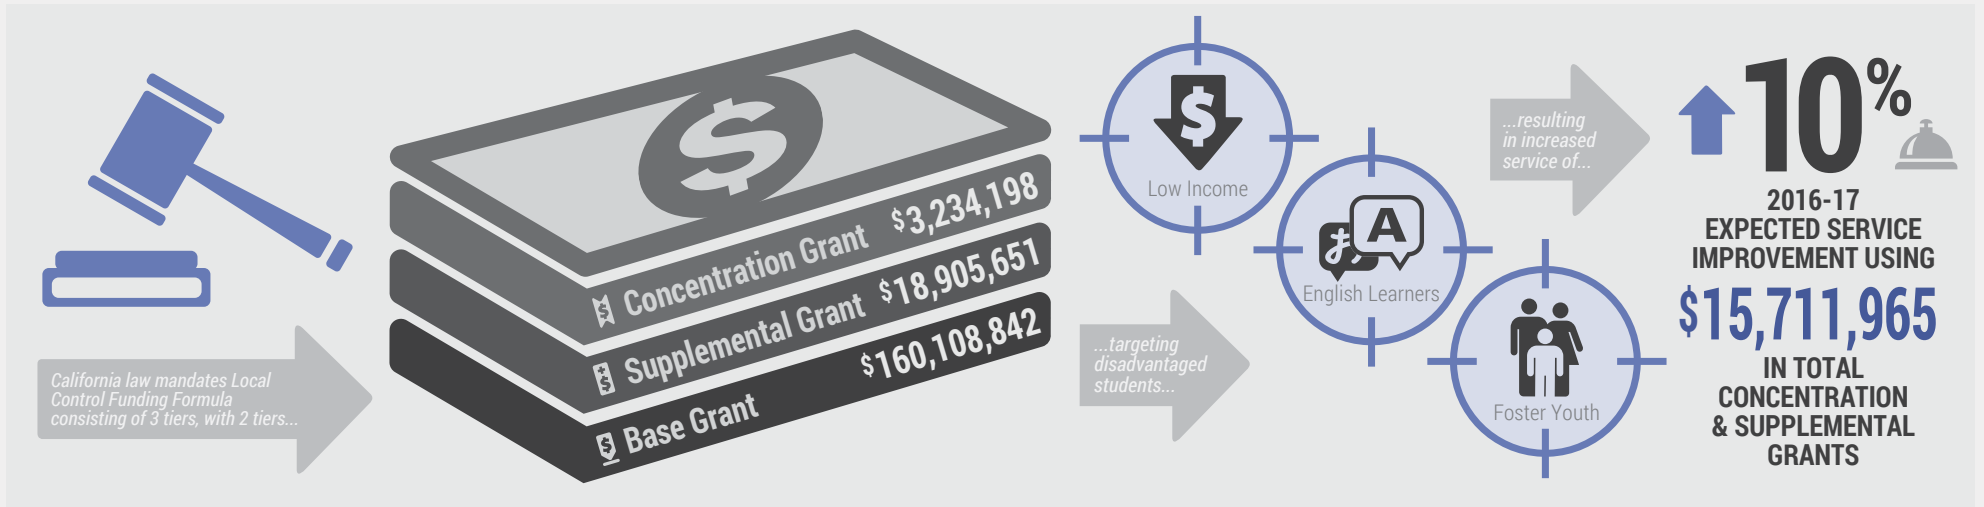 California law mandates Local
Control Funding Formula
consisting of 3 tiers, with 2 tiers...
$
$
Concentration Grant $3,234,198
$
Supplemental Grant $18,905,651
$
Base Grant $160,108,842
...targeting
disadvantaged
students...
$
Low Income
あ A
English Learners
Foster Youth
...resulting
in increased
service of...
10%
2016-17
EXPECTED SERVICE
IMPROVEMENT USING
$15,711,965
IN TOTAL
CONCENTRATION
& SUPPLEMENTAL
GRANTS